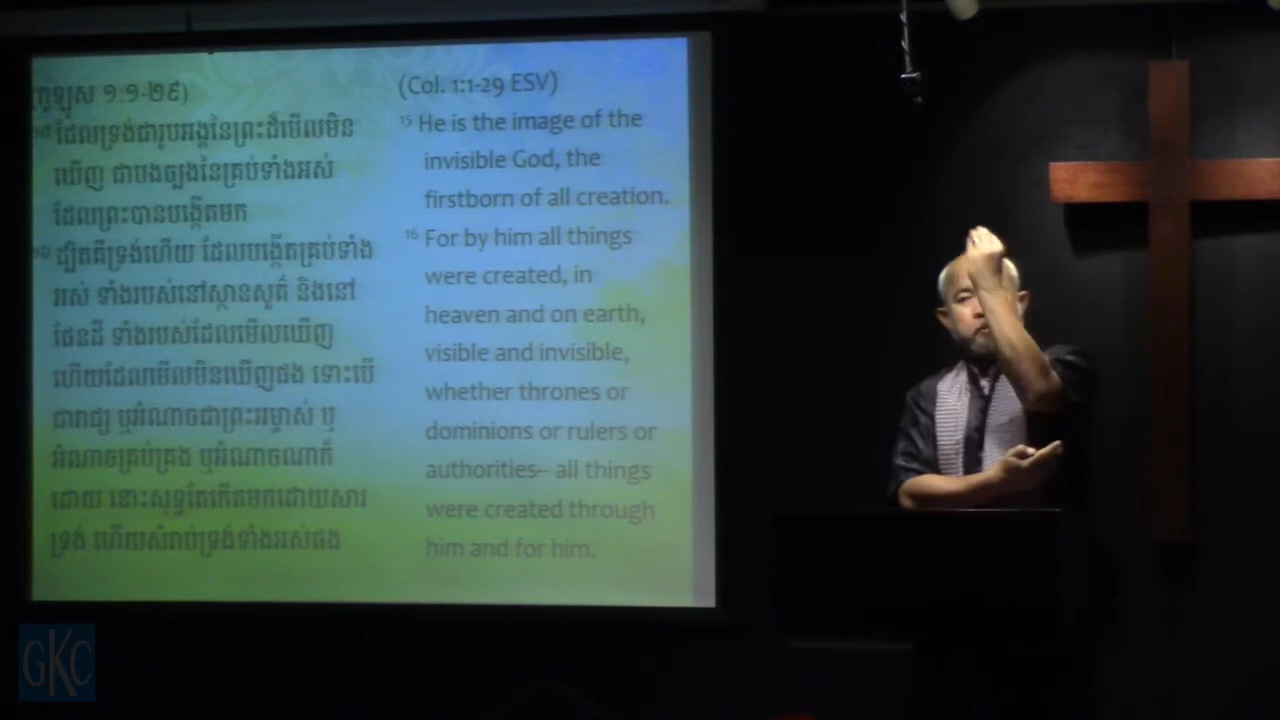 កូឡុស ១:១-២៩)
១៥ ដែលទ្រង់ជារូបអង្គនៃព្រះដ៏មើលមិន
ឃើញ ជាបងច្បងនៃគ្រប់ទាំងអស់
ដែលព្រះបានបង្កើតមក
១៦ ដ្បិតគឺទ្រង់ហើយ ដែលបង្កើតគ្រប់ទាំង
អស់ ទាំងរបស់នៅស្ថានសួគ៌ និងនៅ
ផែនដី ទាំងរបស់ដែលមើលឃើញ
ហើយដែលមើលមិនឃើញផង ទោះបើ
ជារាជ្យ ឬអំណាចជាព្រះអម្ចាស់ ឬ
អំណាចគ្រប់គ្រង ឬអំណាចណាក៏
ដោយ នោះសុទ្ធតែកើតមកដោយសារ
ទ្រង់ ហើយសំរាប់ទ្រង់ទាំងអស់ផង
(Col. 1:1-29 ESV)
15 He is the image of the
invisible God, the
firstborn of all creation.
16 For by him all things
were created, in
heaven and on earth,
visible and invisible,
whether thrones or
dominions or rulers or
authorities-- all things
were created through
him and for him.
GKC